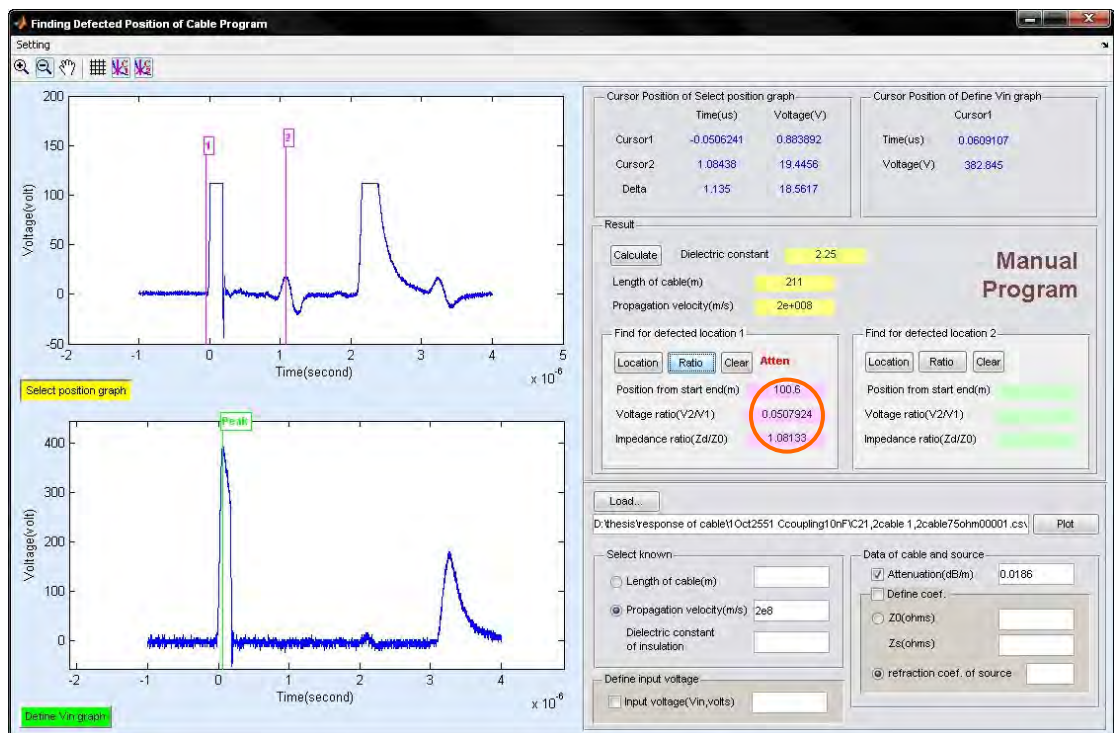 Finding Defected Position of Cable Program
Setting
200
150
100
50
0
-50
-2 -1 0 1 2 3 4 5
1
2
Voltage(volt)
Time(second)
x 10^-6
Select position graph
400
300
200
100
0
-2 -1 0 1 2 3 4
Peak
Voltage(volt)
Time(second)
x 10^-6
Define Vin graph
Cursor Position of Select position graph
Time(us) Voltage(V)
Cursor1 -0.0506241 0.883892
Cursor2 1.08438 19.4456
Delta 1.135 18.5617
Cursor Position of Define Vin graph
Cursor1
Time(us) 0.0609107
Voltage(V) 382.845
Result
Calculate Dielectric constant 2.25
Length of cable(m) 211
Propagation velocity(m/s) 2e+008
Manual
Program
Find for defected location 1
Location Ratio Clear Atten
Position from start end(m) 100.6
Voltage ratio(V2/V1) 0.0507924
Impedance ratio(Zd/Z0) 1.08133
Find for defected location 2
Location Ratio Clear
Position from start end(m)
Voltage ratio(V2/V1)
Impedance ratio(Zd/Z0)
Load...
D:\thesis\response of cable\1Oct2551 Ccoupling10nF\C21,2cable 1,2cable75ohm00001.csv Plot
Select known
Length of cable(m)
Propagation velocity(m/s) 2e8
Dielectric constant
of insulation
Define input voltage
Input voltage(Vin,volts)
Data of cable and source
Attenuation(dB/m) 0.0186
Define coef.
Z0(ohms)
Zs(ohms)
refraction coef. of source